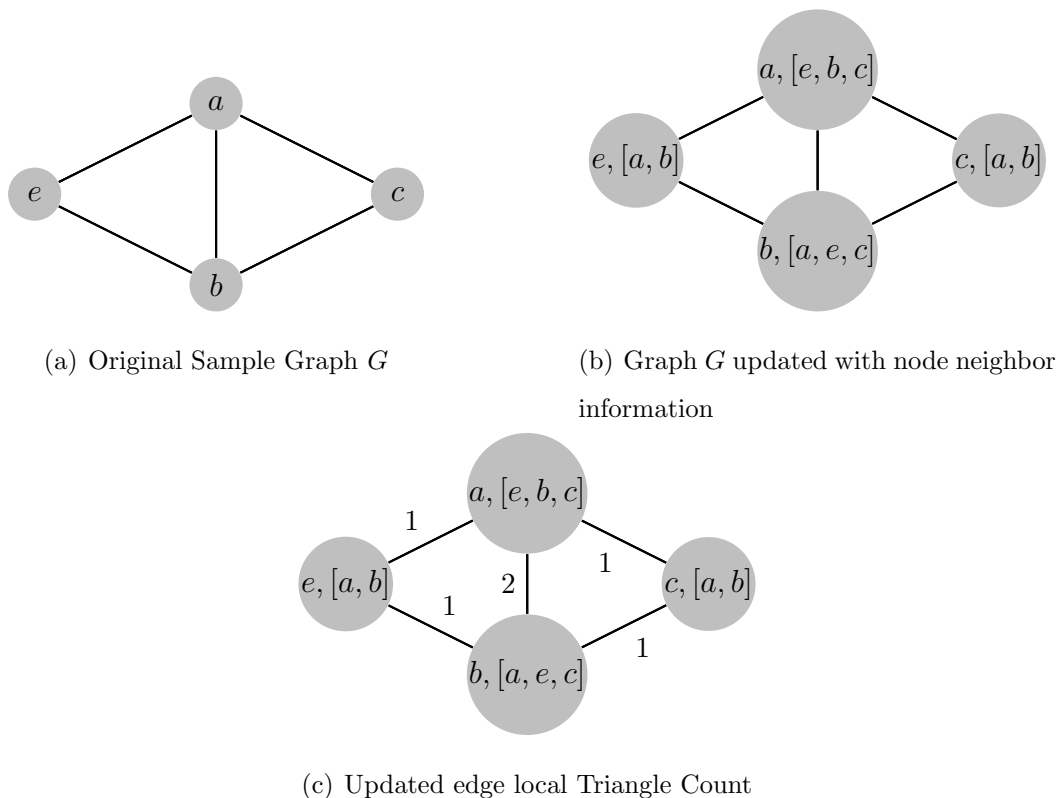 a
e
c
b
(a) Original Sample Graph G
a, [e, b, c]
e, [a, b]
c, [a, b]
b, [a, e, c]
(b) Graph G updated with node neighbor
information
a, [e, b, c]
1
1
e, [a, b]
2
c, [a, b]
1
1
b, [a, e, c]
(c) Updated edge local Triangle Count